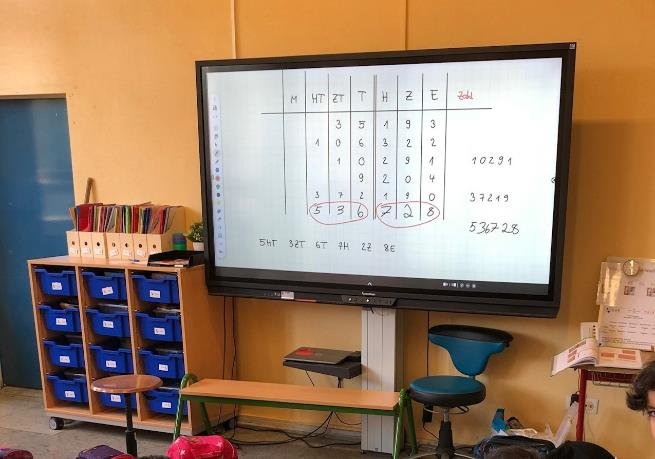 M HT ZT T H Z E Zahl
3 5 1 9 3
1 0 6 3 2 2
1 0 2 9 1 10291
9 2 0 4
3 7 2 1 9 0 37219
5 3 6 7 2 8 536728
5HT 3ZT 6T 7H 2Z 8E